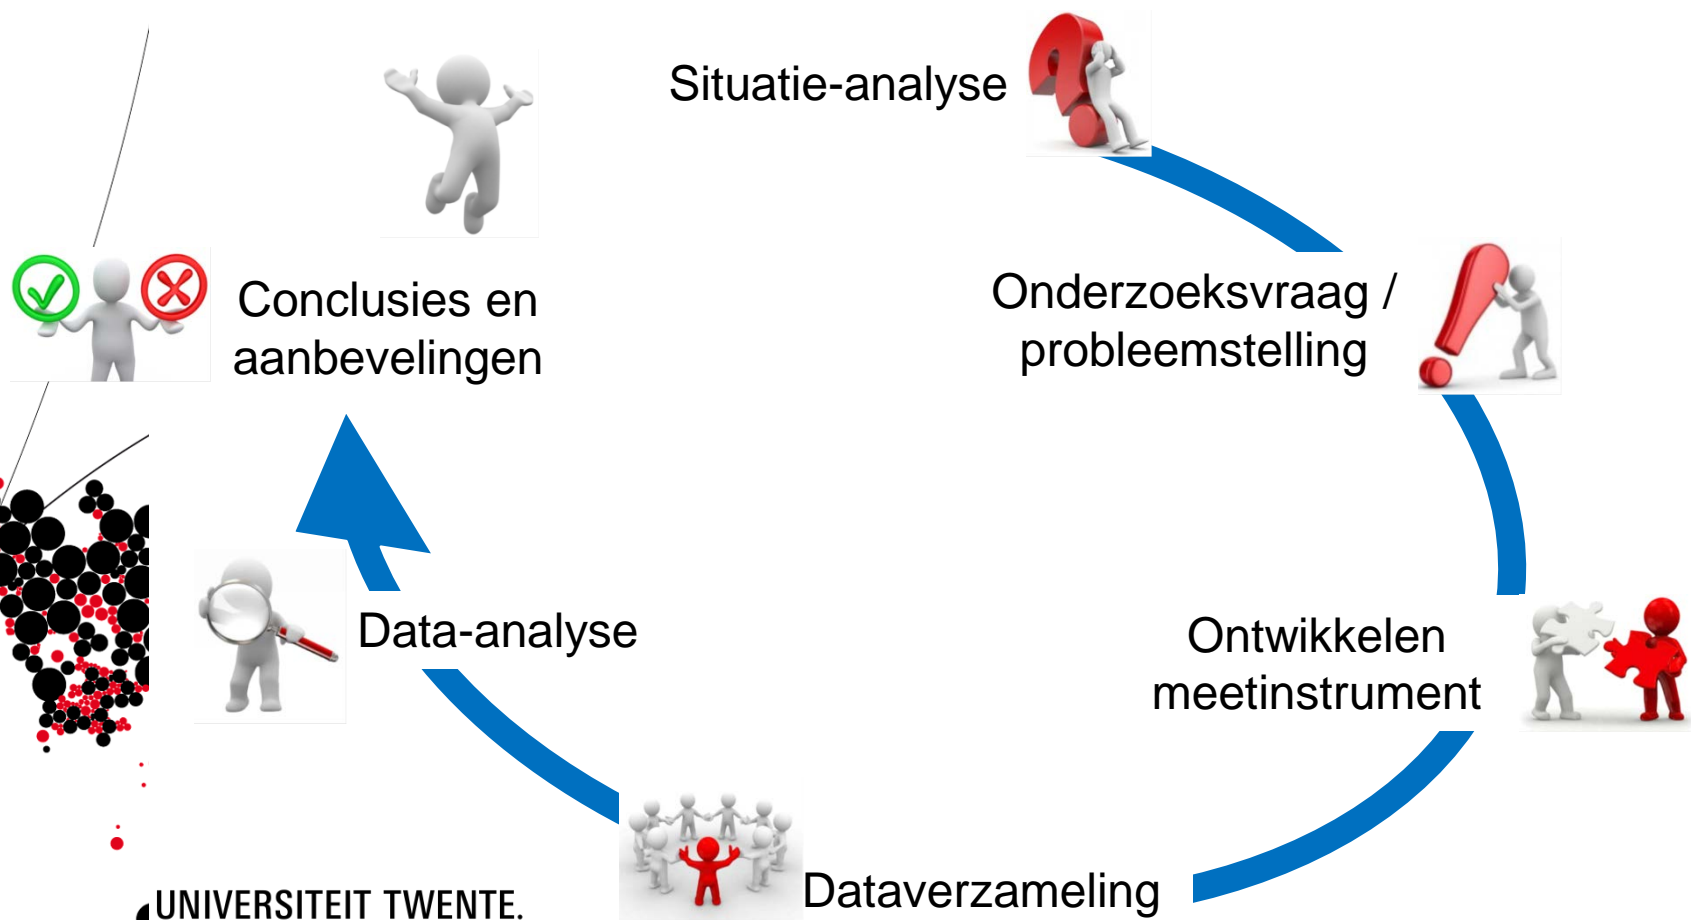 Situatie-analyse
Onderzoeksvraag /
probleemstelling
Ontwikkelen
meetinstrument
Dataverzameling
Data-analyse
Conclusies en
aanbevelingen
UNIVERSITEIT TWENTE.